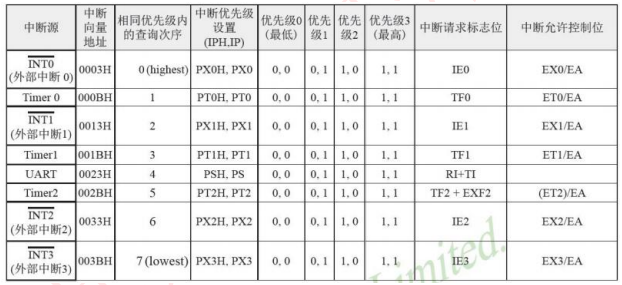 中断源 中断向量地址 相同优先级内的查询次序 中断优先级设置(IPH,IP) 优先级0(最低) 优先级1 优先级2 优先级3(最高) 中断请求标志位 中断允许控制位
INT0(外部中断 0) 0003H 0(highest) PX0H, PX0 0, 0 0, 1 1, 0 1, 1 IE0 EX0/EA
Timer 0 000BH 1 PT0H, PT0 0, 0 0, 1 1, 0 1, 1 TF0 ET0/EA
INT1(外部中断1) 0013H 2 PX1H, PX1 0, 0 0, 1 1, 0 1, 1 IE1 EX1/EA
Timer1 001BH 3 PT1H, PT1 0, 0 0, 1 1, 0 1, 1 TF1 ET1/EA
UART 0023H 4 PSH, PS 0, 0 0, 1 1, 0 1, 1 RI+TI
Timer2 002BH 5 PT2H, PT2 0, 0 0, 1 1, 0 1, 1 TF2 + EXF2 (ET2)/EA
INT2(外部中断2) 0033H 6 PX2H, PX2 0, 0 0, 1 1, 0 1, 1 IE2 EX2/EA
INT3(外部中断3) 003BH 7 (lowest) PX3H, PX3 0, 0 0, 1 1, 0 1, 1 IE3 EX3/EA
Limited.